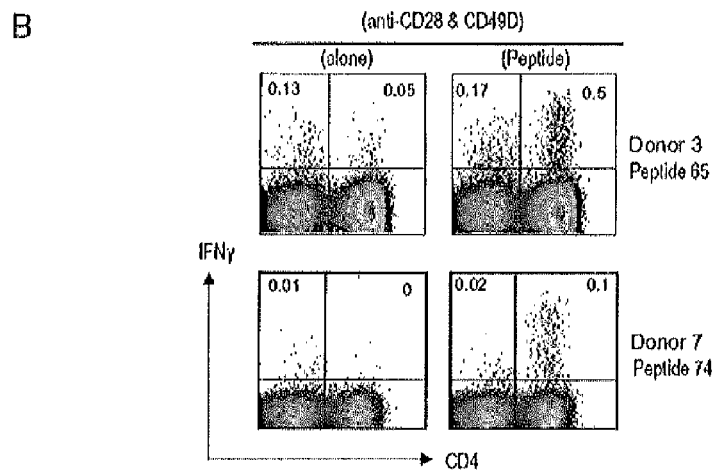 B
(anti-CD28 & CD49D)
(alone) (Peptide)
0.13 0.05 0.17 0.5
Donor 3
Peptide 65
IFNγ
0.01 0 0.02 0.1
Donor 7
Peptide 74
CD4